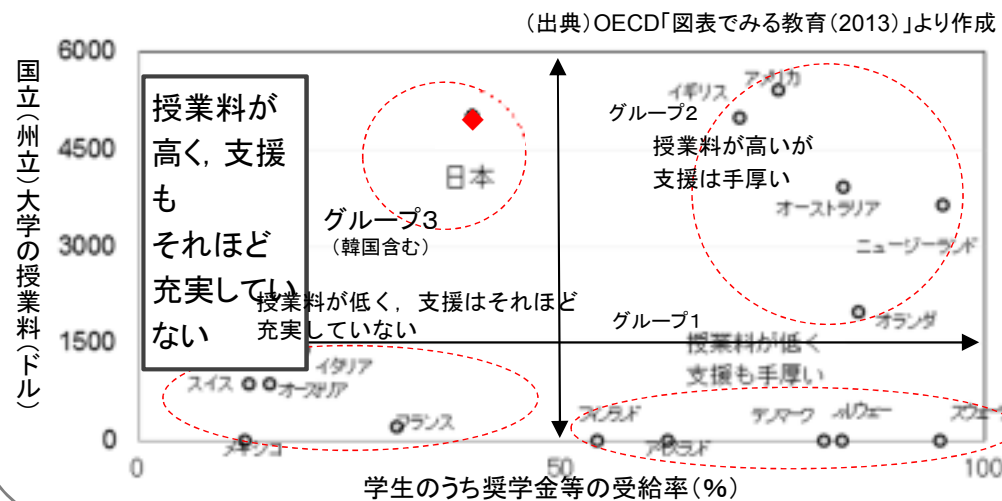 (出典)OECD「図表でみる教育(2013)」より作成
国立(州立)大学の授業料(ドル)
6000
4500
3000
1500
0
授業料が
高く, 支援
も
それほど
充実してい
ない
日本
グループ3
(韓国含む)
アメリカ
イギリス
グループ2
授業料が高いが
支援は手厚い
オーストラリア
ニュージーランド
オランダ
授業料が低く, 支援はそれほど
充実していない
グループ1
授業料が低く
支援も手厚い
イタリア
スイス
オーストリア
フランス
メキシコ
フィンランド
アイスランド
デンマーク
ノルウェー
0
50
100
学生のうち奨学金等の受給率(%)